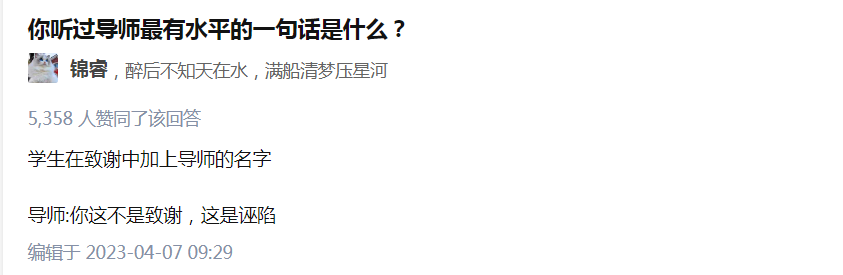 你听过导师最有水平的一句话是什么？
锦睿，醉后不知天在水，满船清梦压星河
5,358 人赞同了该回答
学生在致谢中加上导师的名字
导师:你这不是致谢，这是诬陷
编辑于 2023-04-07 09:29